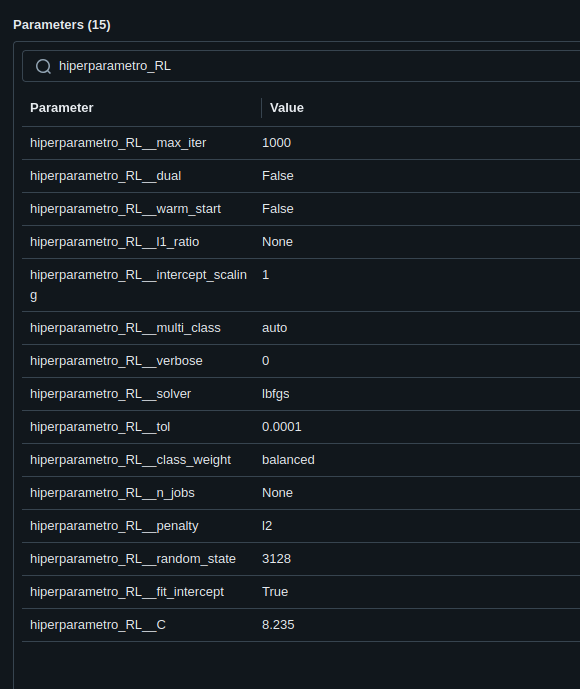 Parameters (15)
hiperparametro_RL
Parameter Value
hiperparametro_RL__max_iter 1000
hiperparametro_RL__dual False
hiperparametro_RL__warm_start False
hiperparametro_RL__l1_ratio None
hiperparametro_RL__intercept_scalin 1
g
hiperparametro_RL__multi_class auto
hiperparametro_RL__verbose 0
hiperparametro_RL__solver lbfgs
hiperparametro_RL__tol 0.0001
hiperparametro_RL__class_weight balanced
hiperparametro_RL__n_jobs None
hiperparametro_RL__penalty l2
hiperparametro_RL__random_state 3128
hiperparametro_RL__fit_intercept True
hiperparametro_RL__C 8.235